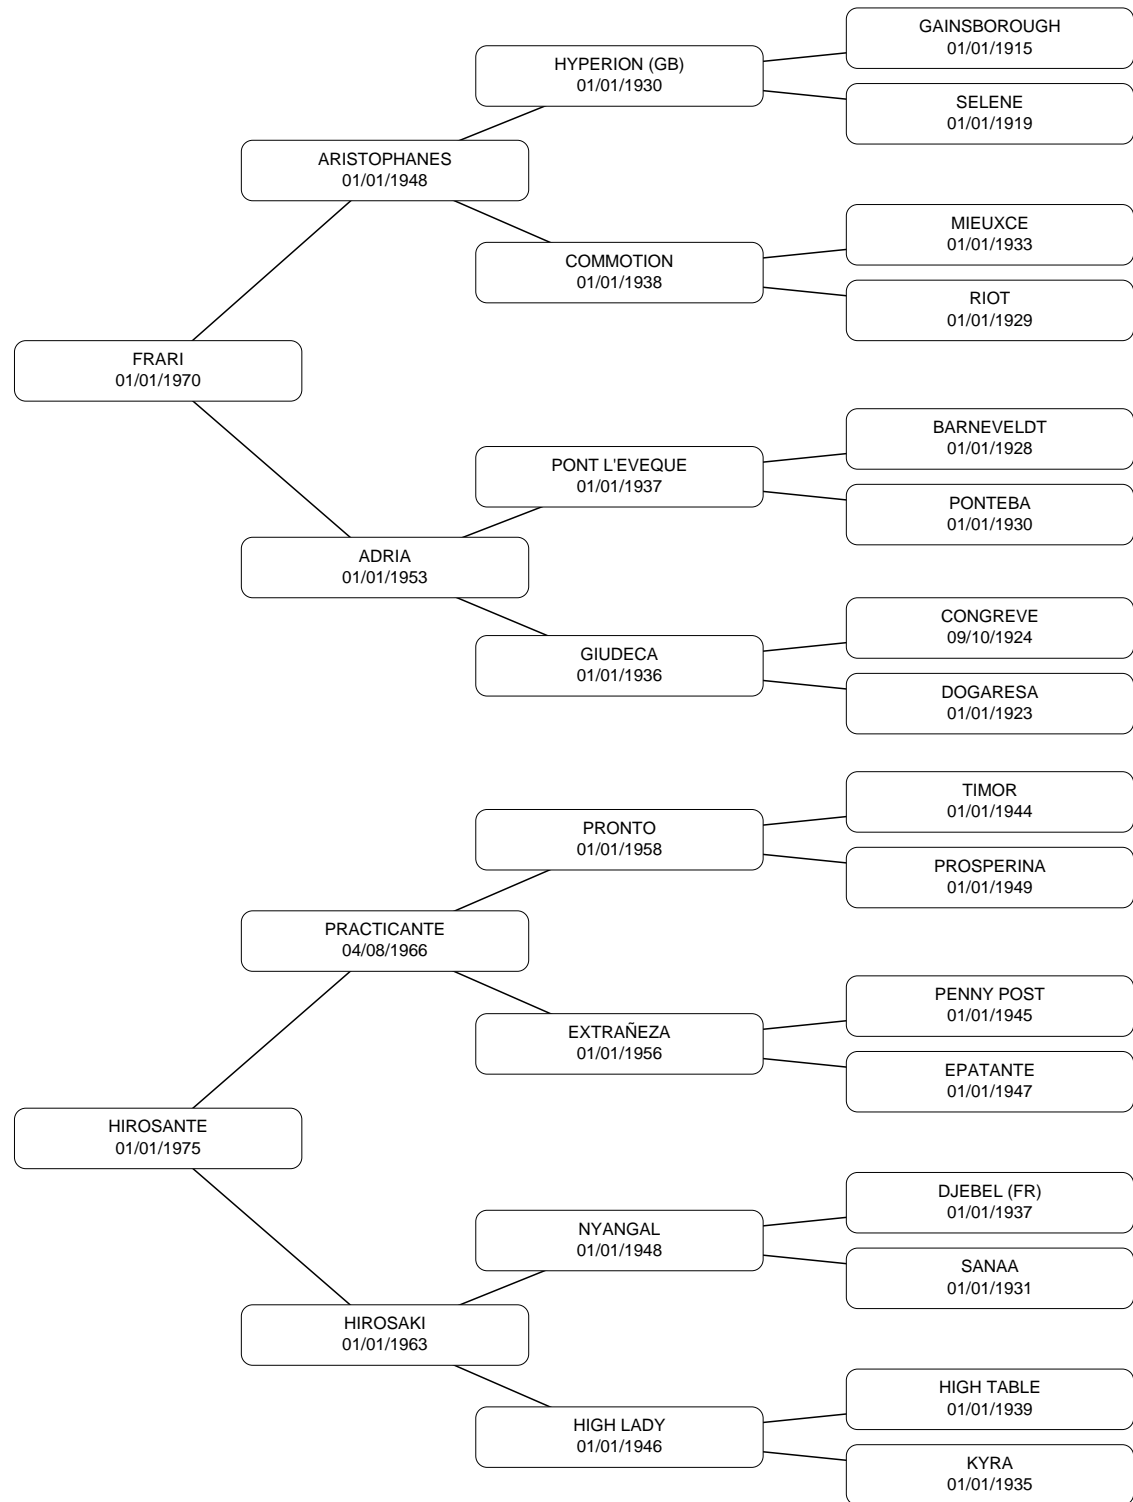 GAINSBOROUGH
01/01/1915
HYPERION (GB)
01/01/1930
SELENE
01/01/1919
ARISTOPHANES
01/01/1948
MIEUXCE
01/01/1933
COMMOTION
01/01/1938
RIOT
01/01/1929
FRARI
01/01/1970
BARNEVELDT
01/01/1928
PONT L'EVEQUE
01/01/1937
PONTEBA
01/01/1930
ADRIA
01/01/1953
CONGREVE
09/10/1924
GIUDECA
01/01/1936
DOGARESA
01/01/1923
TIMOR
01/01/1944
PRONTO
01/01/1958
PROSPERINA
01/01/1949
PRACTICANTE
04/08/1966
PENNY POST
01/01/1945
EXTRAÑEZA
01/01/1956
EPATANTE
01/01/1947
HIROSANTE
01/01/1975
DJEBEL (FR)
01/01/1937
NYANGAL
01/01/1948
SANAA
01/01/1931
HIROSAKI
01/01/1963
HIGH TABLE
01/01/1939
HIGH LADY
01/01/1946
KYRA
01/01/1935